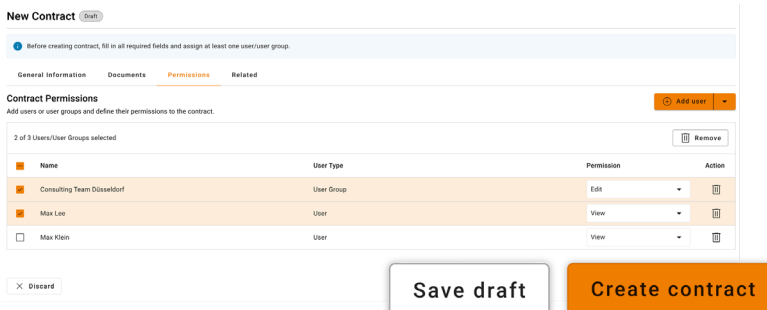 New Contract Draft
Before creating contract, fill in all required fields and assign at least one user/user group.
General Information Documents Permissions Related
Contract Permissions
Add users or user groups and define their permissions to the contract.
Add user
2 of 3 Users/User Groups selected
Remove
Name User Type Permission Action
Consulting Team Düsseldorf User Group Edit
Max Lee User View
Max Klein User View
Discard
Save draft
Create contract